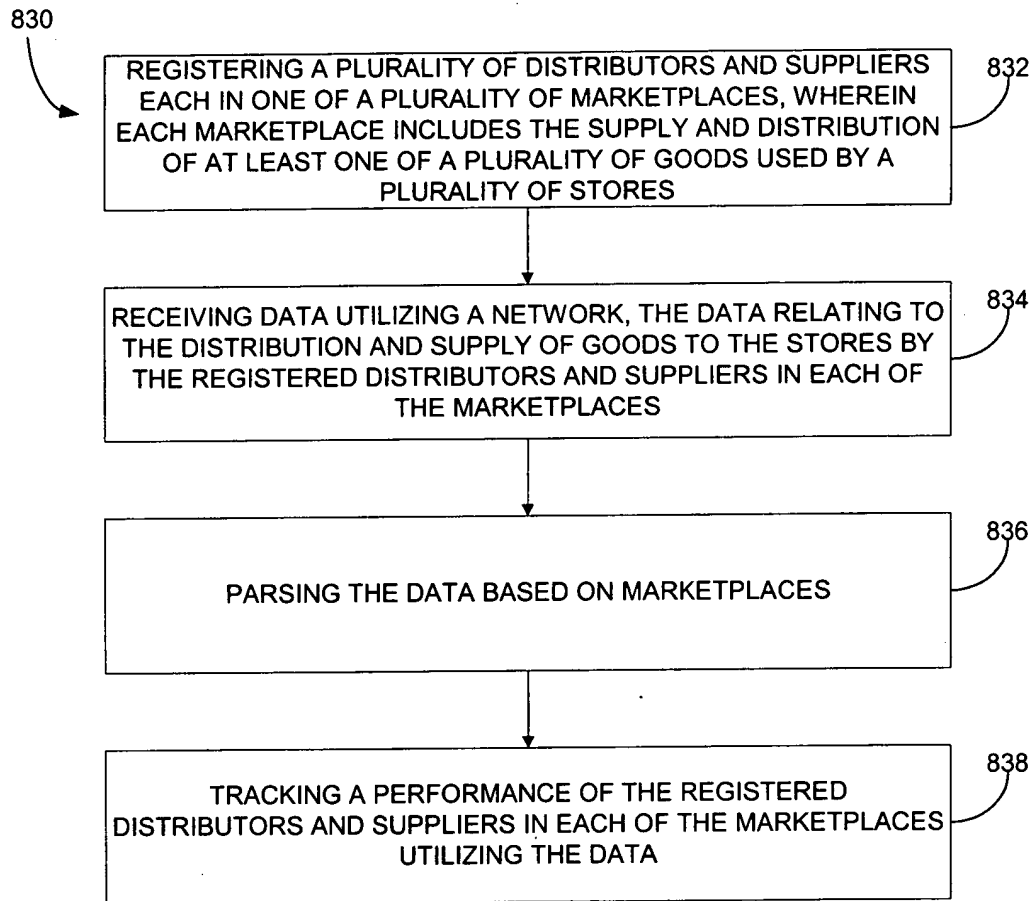 830
REGISTERING A PLURALITY OF DISTRIBUTORS AND SUPPLIERS
EACH IN ONE OF A PLURALITY OF MARKETPLACES, WHEREIN
EACH MARKETPLACE INCLUDES THE SUPPLY AND DISTRIBUTION
OF AT LEAST ONE OF A PLURALITY OF GOODS USED BY A
PLURALITY OF STORES
832
RECEIVING DATA UTILIZING A NETWORK, THE DATA RELATING TO
THE DISTRIBUTION AND SUPPLY OF GOODS TO THE STORES BY
THE REGISTERED DISTRIBUTORS AND SUPPLIERS IN EACH OF
THE MARKETPLACES
834
PARSING THE DATA BASED ON MARKETPLACES
836
TRACKING A PERFORMANCE OF THE REGISTERED
DISTRIBUTORS AND SUPPLIERS IN EACH OF THE MARKETPLACES
UTILIZING THE DATA
838